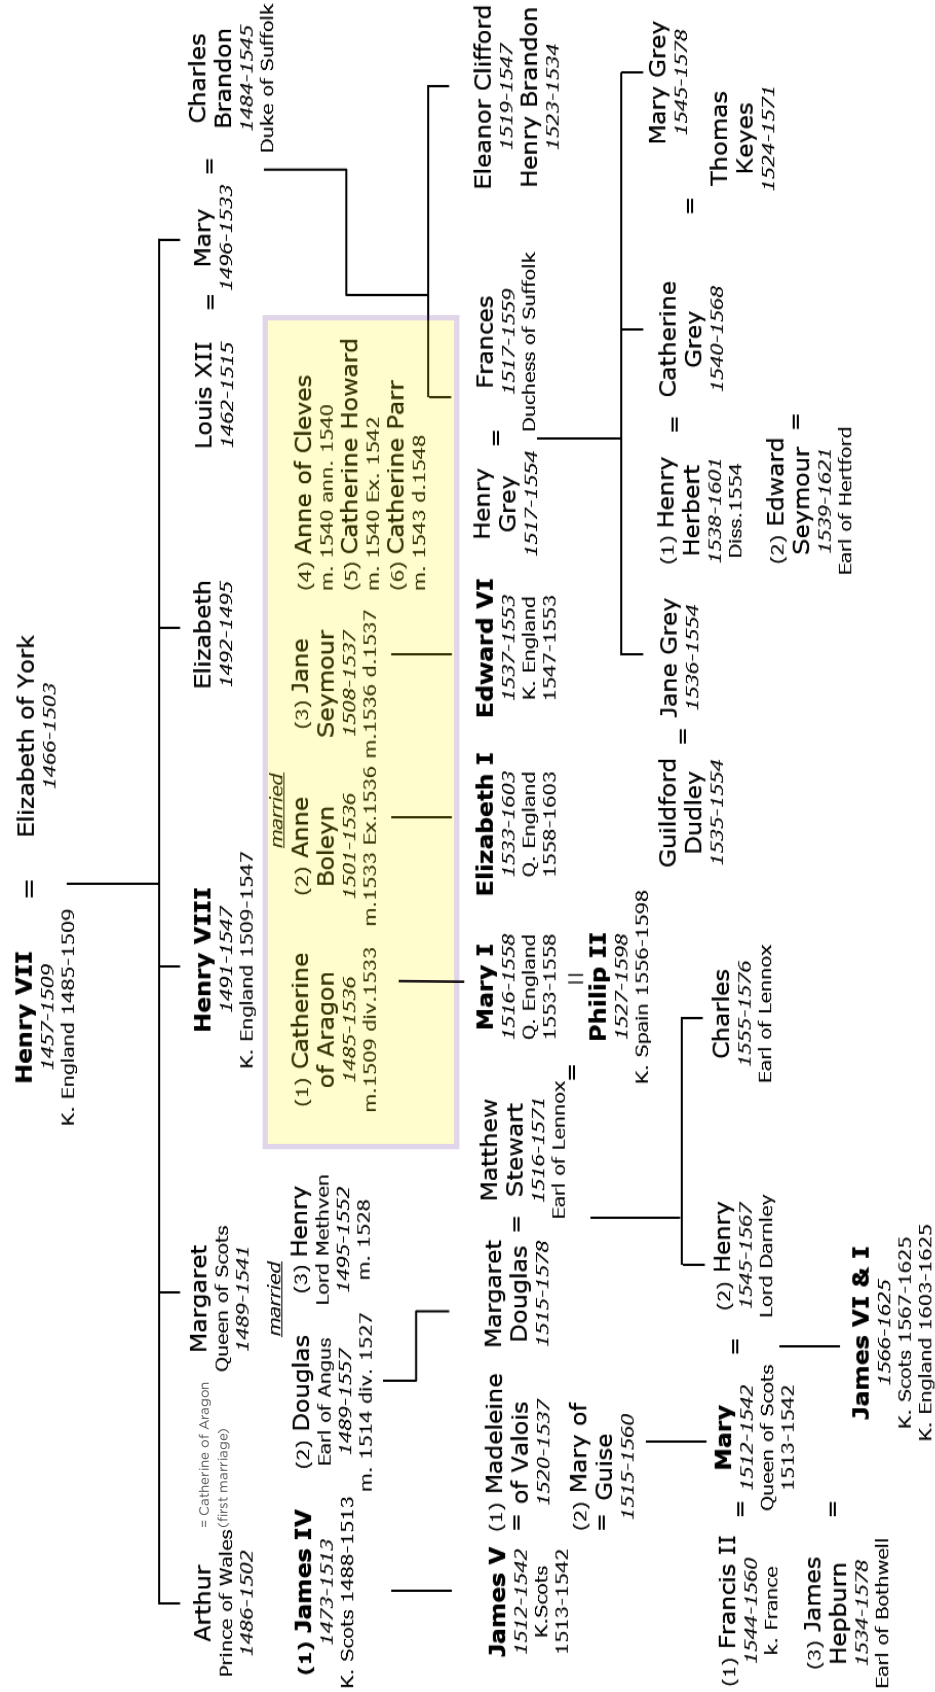 Henry VII
1457-1509
K. England 1485-1509
=
Elizabeth of York
1466-1503
Arthur
Prince of Wales
1486-1502
= Catherine of Aragon
(first marriage)
Margaret
Queen of Scots
1489-1541
Henry VIII
1491-1547
K. England 1509-1547
Elizabeth
1492-1495
Louis XII
1462-1515
=
Mary
1496-1533
=
Charles
Brandon
1484-1545
Duke of Suffolk
married
(1) James IV
1473-1513
K. Scots 1488-1513
(2) Douglas
Earl of Angus
1489-1557
m. 1514 div. 1527
(3) Henry
Lord Methven
1495-1552
m. 1528
married
(1) Catherine
of Aragon
1485-1536
m.1509 div.1533
(2) Anne
Boleyn
1501-1536
m.1533 Ex.1536
(3) Jane
Seymour
1508-1537
m.1536 d.1537
(4) Anne of Cleves
m. 1540 ann. 1540
(5) Catherine Howard
m. 1540 Ex. 1542
(6) Catherine Parr
m. 1543 d.1548
James V
1512-1542
K.Scots
1513-1542
=
(1) Madeleine
of Valois
1520-1537
=
(2) Mary of
Guise
1515-1560
Margaret
Douglas
1515-1578
=
Matthew
Stewart
1516-1571
Earl of Lennox
=
Mary I
1516-1558
Q. England
1553-1558
=
Philip II
1527-1598
K. Spain 1556-1598
Elizabeth I
1533-1603
Q. England
1558-1603
Edward VI
1537-1553
K. England
1547-1553
Henry
Grey
1517-1554
=
Frances
1517-1559
Duchess of Suffolk
Eleanor Clifford
1519-1547
Henry Brandon
1523-1534
Guildford
Dudley
1535-1554
=
Jane Grey
1536-1554
(1) Henry
Herbert
1538-1601
Diss.1554
=
(2) Edward
Seymour
1539-1621
Earl of Hertford
=
Catherine
Grey
1540-1568
=
Mary Grey
1545-1578
Thomas
Keyes
1524-1571
(1) Francis II
1544-1560
k. France
=
(3) James
Hepburn
1534-1578
Earl of Bothwell
=
Mary
1512-1542
Queen of Scots
1513-1542
=
(2) Henry
1545-1567
Lord Darnley
Charles
1555-1576
Earl of Lennox
James VI & I
1566-1625
K. Scots 1567-1625
K. England 1603-1625